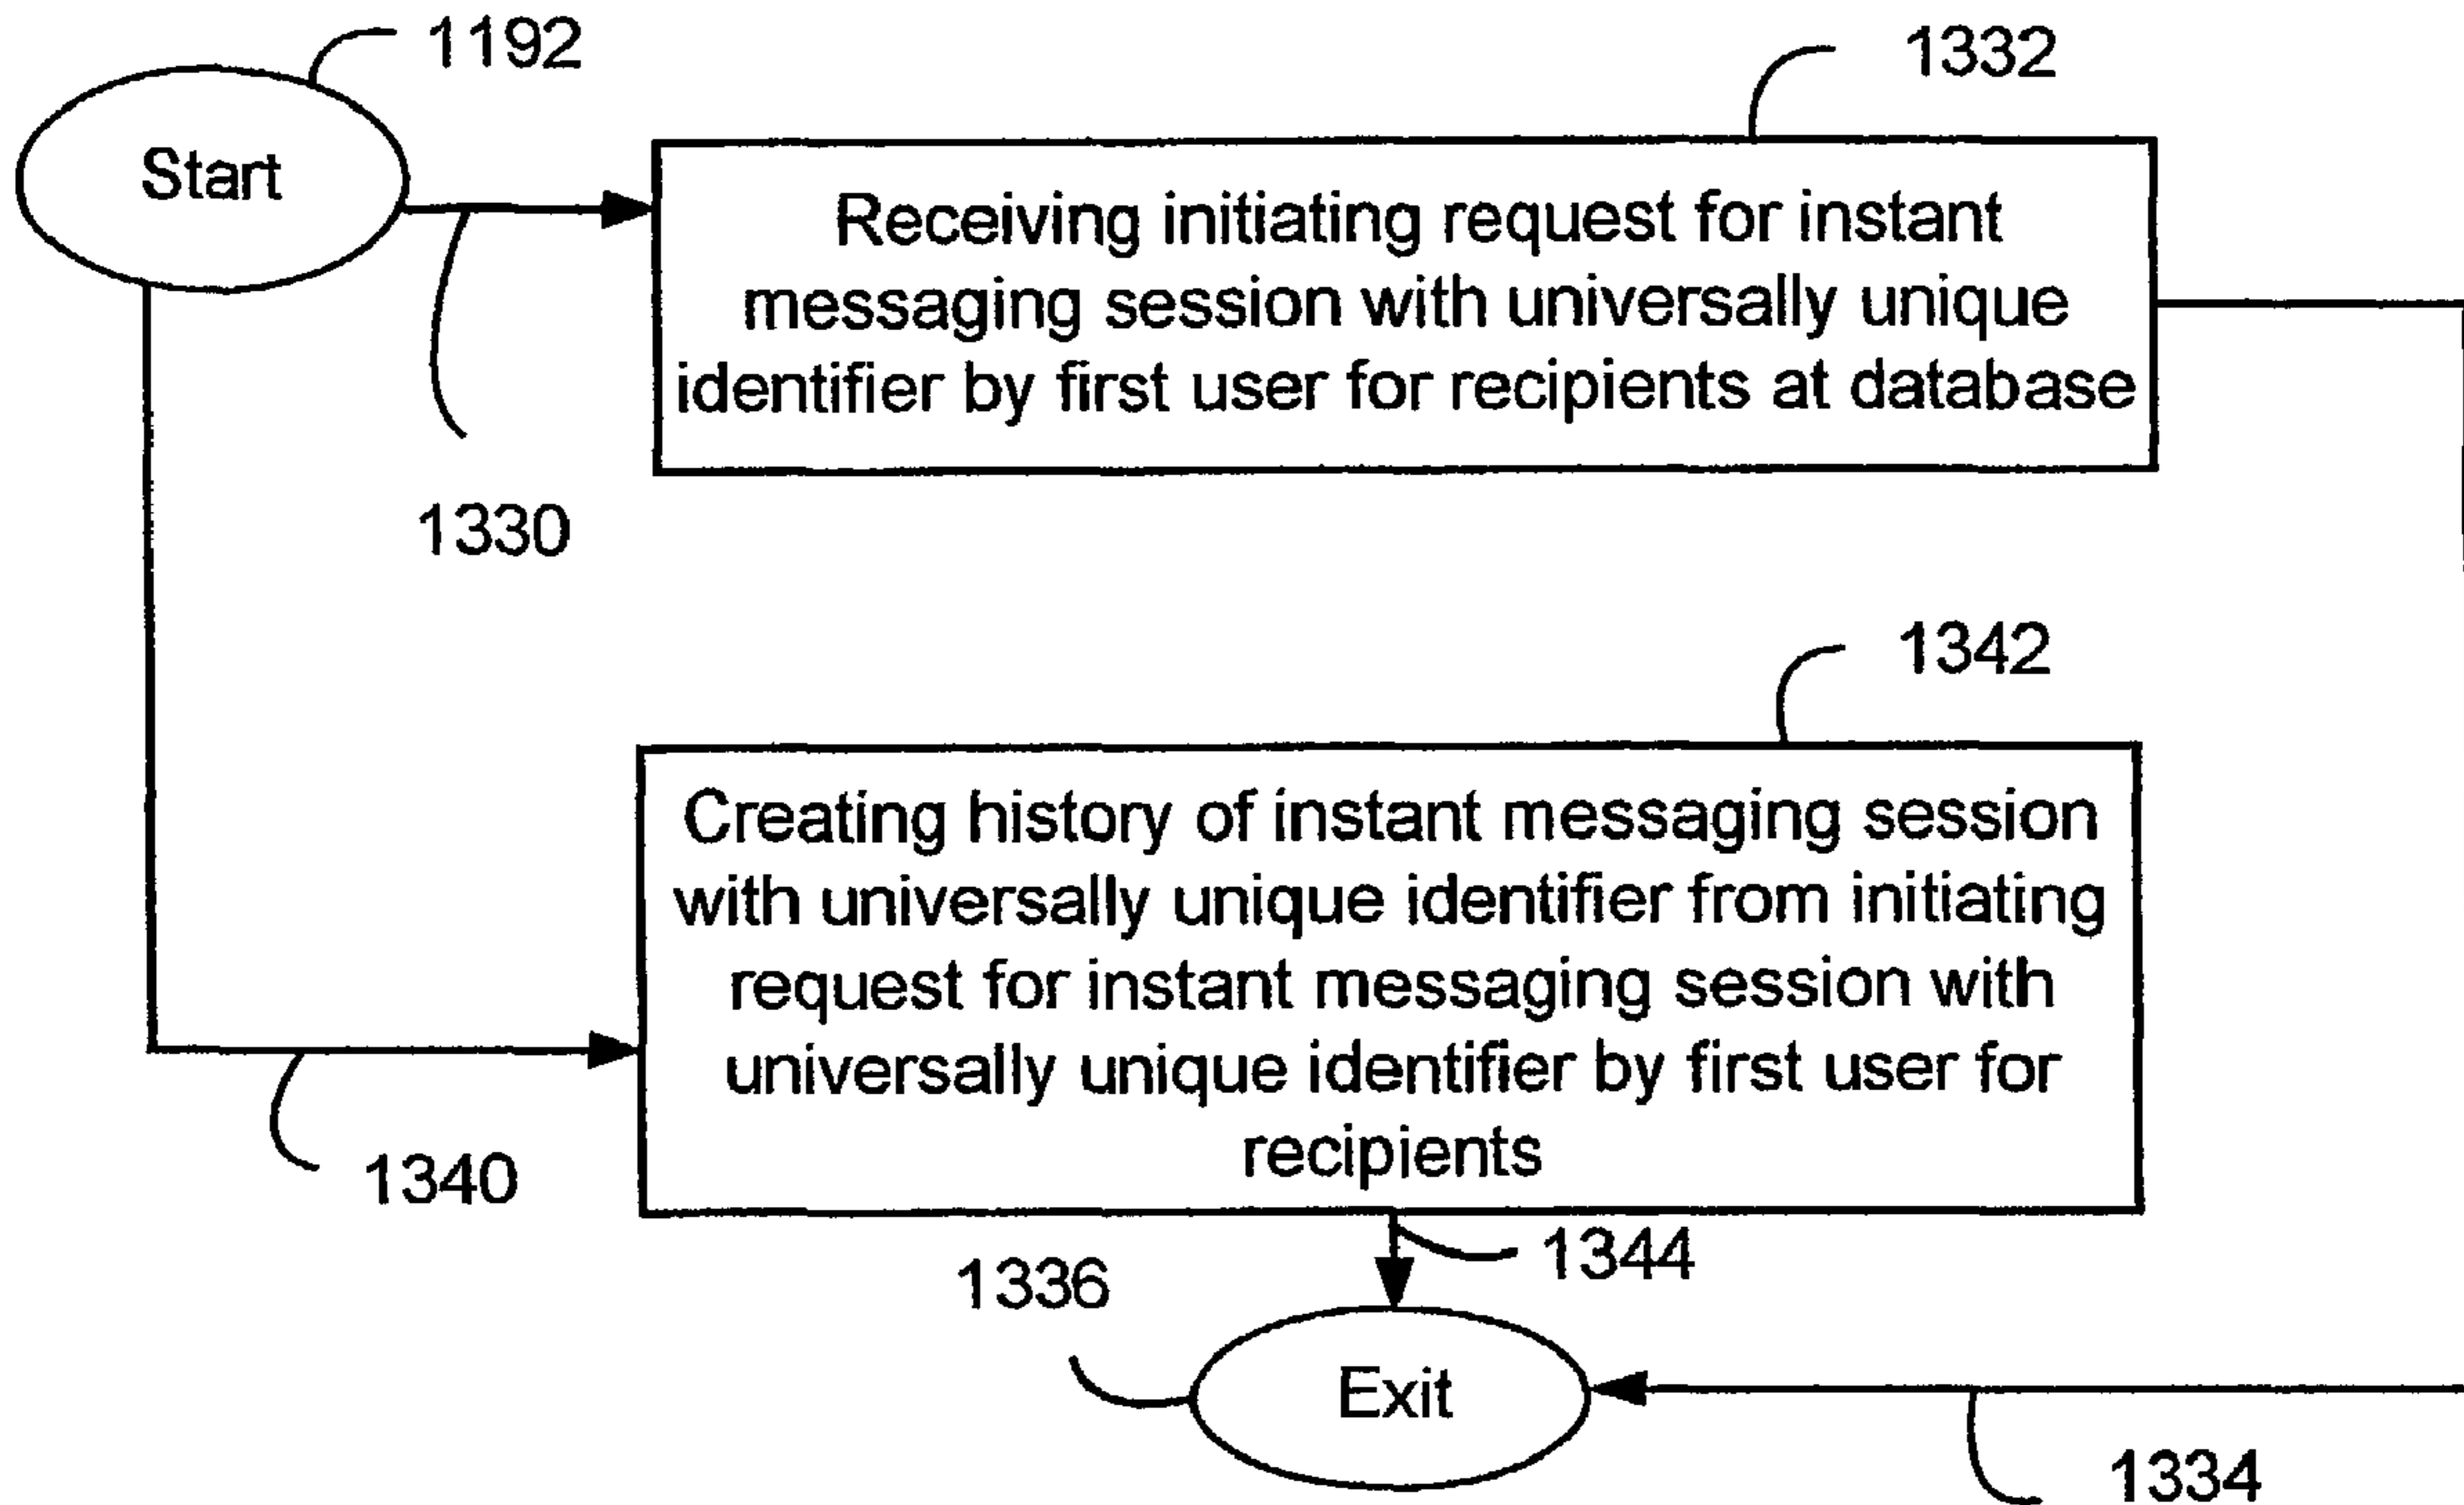 1192
1332
Start
Receiving initiating request for instant
messaging session with universally unique
identifier by first user for recipients at database
1330
1342
Creating history of instant messaging session
with universally unique identifier from initiating
request for instant messaging session with
universally unique identifier by first user for
recipients
1340
1344
1336
Exit
1334